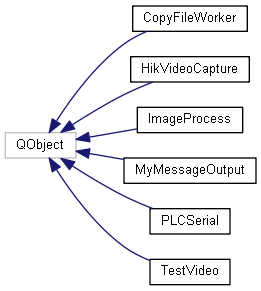 CopyFileWorker
HikVideoCapture
ImageProcess
QObject
MyMessageOutput
PLCSerial
TestVideo